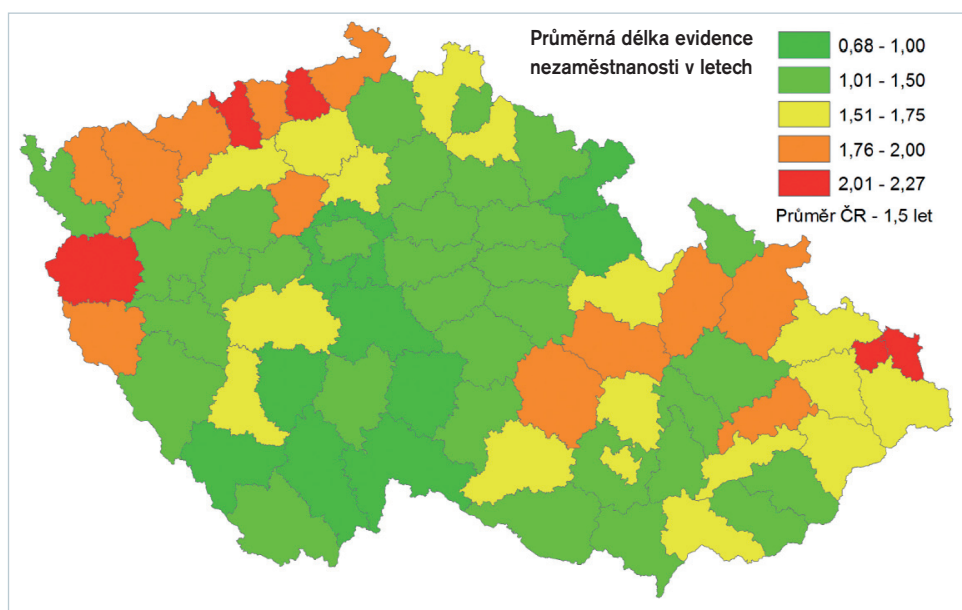 Průměrná délka evidence
nezaměstnanosti v letech
0,68 - 1,00
1,01 - 1,50
1,51 - 1,75
1,76 - 2,00
2,01 - 2,27
Průměr ČR - 1,5 let